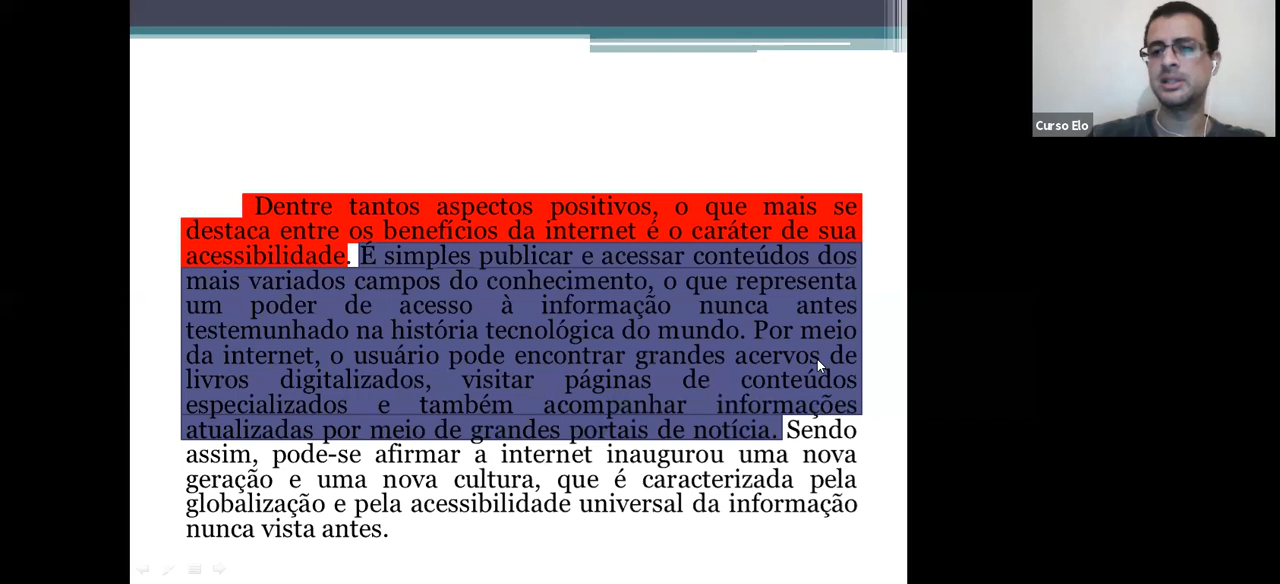 Curso Elo
Dentre tantos aspectos positivos, o que mais se
destaca entre os benefícios da internet é o caráter de sua
acessibilidade. É simples publicar e acessar conteúdos dos
mais variados campos do conhecimento, o que representa
um poder de acesso à informação nunca antes
testemunhado na história tecnológica do mundo. Por meio
da internet, o usuário pode encontrar grandes acervos de
livros digitalizados, visitar páginas de conteúdos
especializados e também acompanhar informações
atualizadas por meio de grandes portais de notícia. Sendo
assim, pode-se afirmar a internet inaugurou uma nova
geração e uma nova cultura, que é caracterizada pela
globalização e pela acessibilidade universal da informação
nunca vista antes.